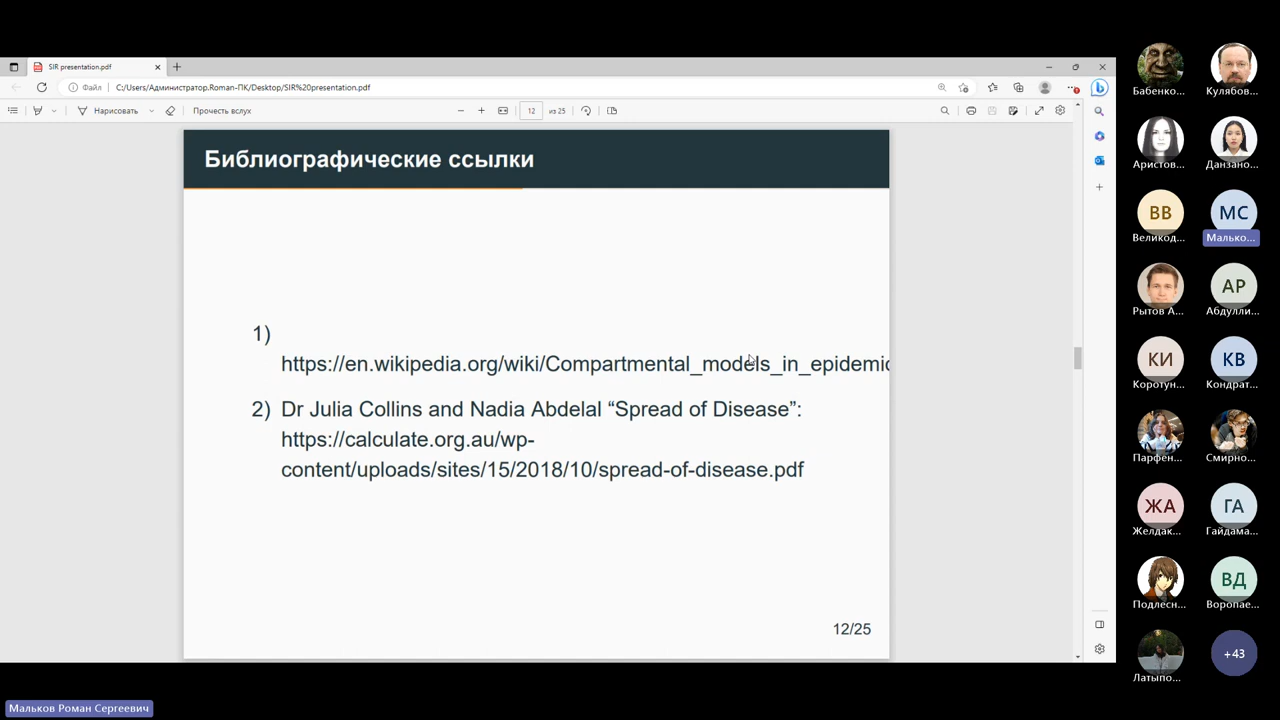 SIR presentation.pdf
Файл
C:/Users/Администратор.Roman-ПК/Desktop/SIR%20presentation.pdf
Нарисовать
Прочесть вслух
12
из 25
Библиографические ссылки
1)
https://en.wikipedia.org/wiki/Compartmental_models_in_epidemic
2) Dr Julia Collins and Nadia Abdelal “Spread of Disease”:
https://calculate.org.au/wp-
content/uploads/sites/15/2018/10/spread-of-disease.pdf
12/25
Бабенко...
Кулябов...
Аристов...
Данзано...
ВВ
Великод...
МС
Малько...
Рытов А...
АР
Абдулли...
КИ
Коротун...
КВ
Кондрат...
Парфен...
Смирно...
ЖА
Желдак...
ГА
Гайдама...
Подлесн...
ВД
Воропае...
Латыпо...
+43
Мальков Роман Сергеевич